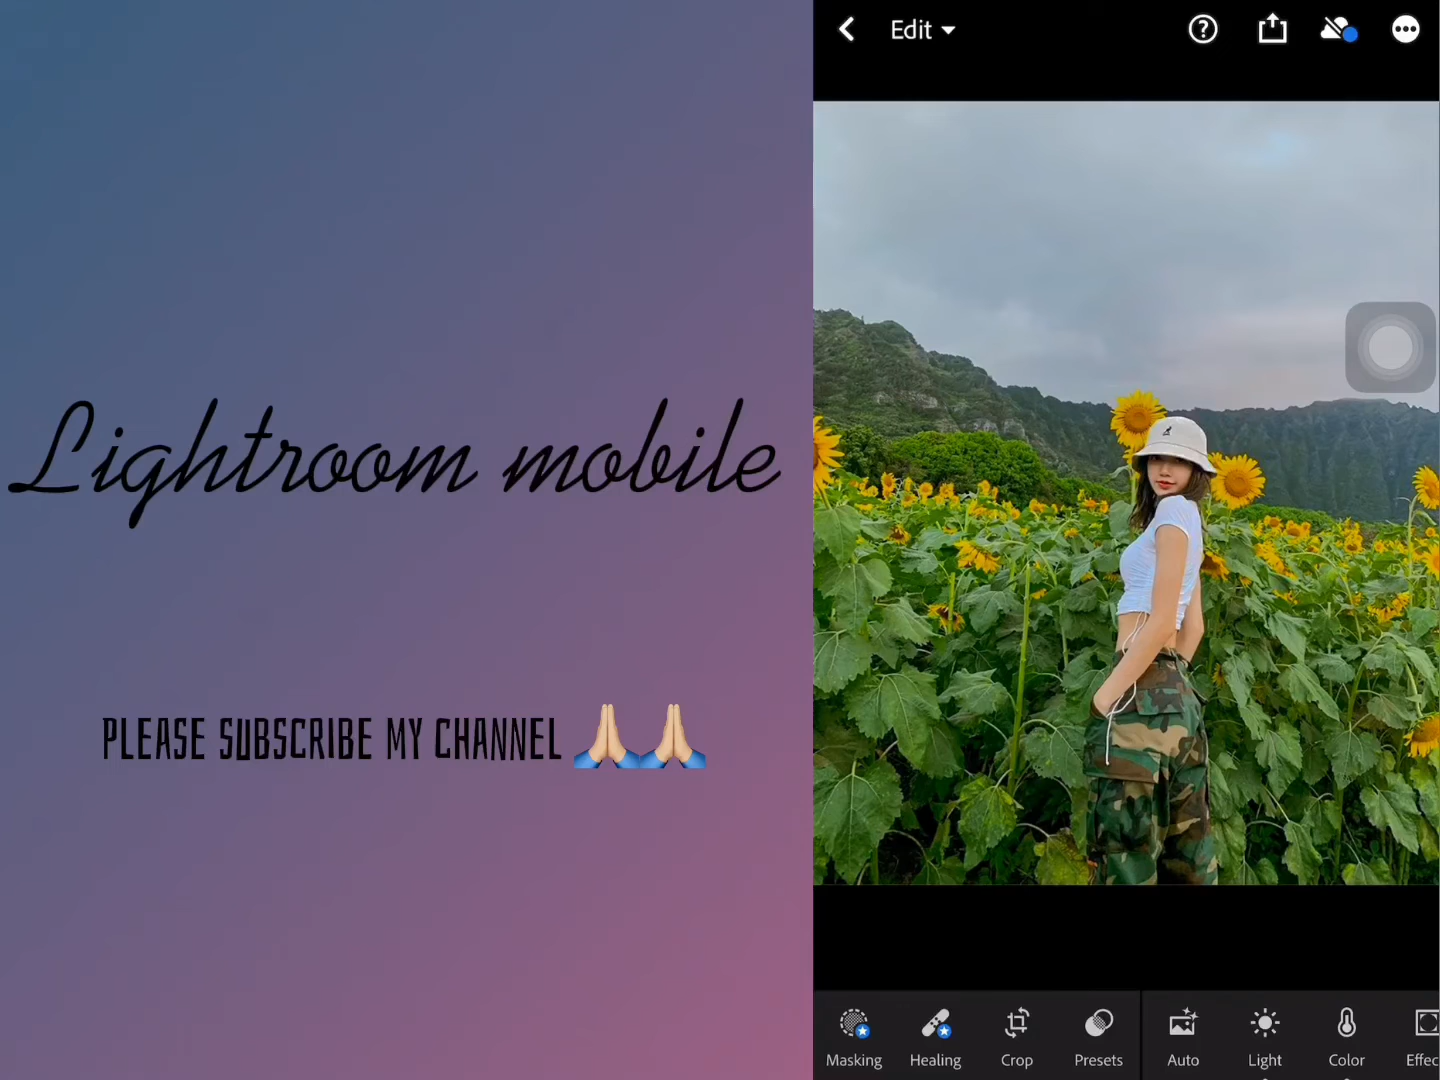 Lightroom mobile
PLEASE SUBSCRIBE MY CHANNEL 🙏🏼🙏🏼
Edit
Masking
Healing
Crop
Presets
Auto
Light
Color
Effec